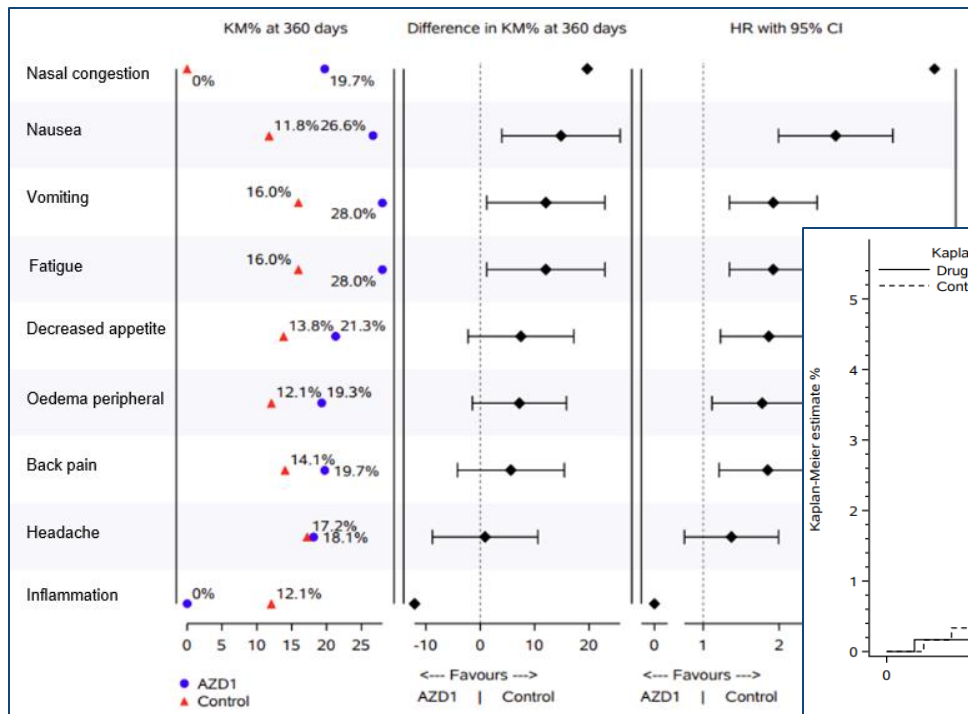 KM% at 360 days
Difference in KM% at 360 days
HR with 95% CI
Nasal congestion
0%
19.7%
Nausea
11.8%
26.6%
Vomiting
16.0%
28.0%
Fatigue
16.0%
28.0%
Decreased appetite
13.8%
21.3%
Oedema peripheral
12.1%
19.3%
Back pain
14.1%
19.7%
Headache
17.2%
18.1%
Inflammation
0%
12.1%
0 5 10 15 20 25
-10 0 10 20
0 1 2
<--- Favours --->
AZD1 | Control
<--- Favours --->
AZD1 | Control
AZD1
Control
Kapla
Drug
Cont
Kaplan-Meier estimate %
5
4
3
2
1
0
0